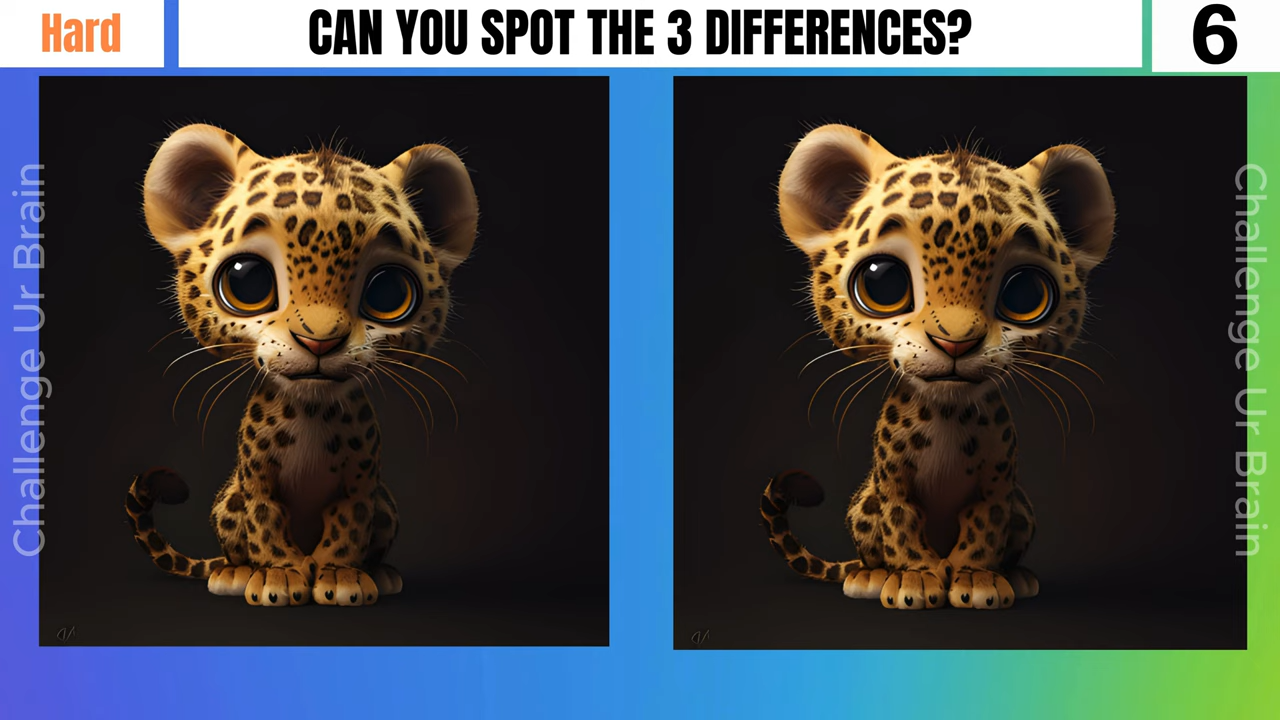 Hard
CAN YOU SPOT THE 3 DIFFERENCES?
6
Challenge Ur Brain
Challenge Ur Brain